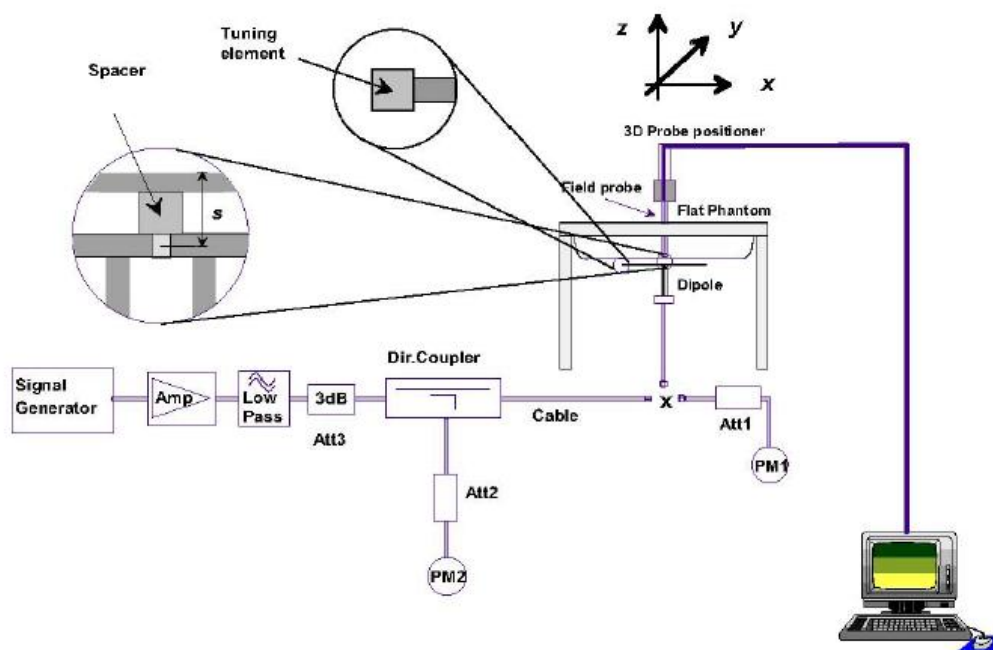 Tuning
element
Spacer
s
z
y
x
3D Probe positioner
Field probe
Flat Phantom
Dipole
Signal
Generator
Amp
Low
Pass
3dB
Att3
Dir.Coupler
Cable
x
Att1
PM1
Att2
PM2